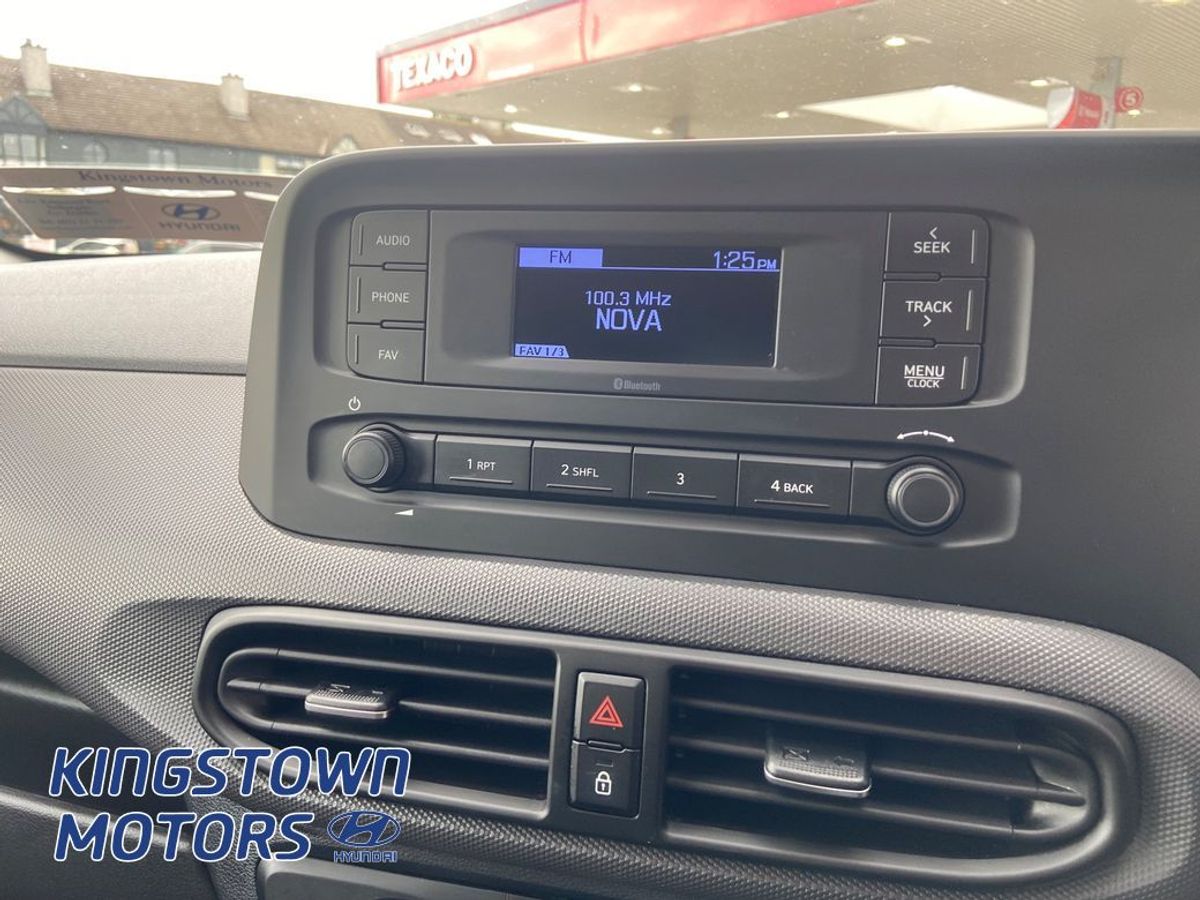 TEXACO
5
Kingstown Motors
HYUNDAI
AUDIO
PHONE
FAV
FM 1:25PM
100.3 MHz
NOVA
FAV 1/3
Bluetooth
< SEEK
TRACK >
MENU
CLOCK
1 RPT
2 SHFL
3
4 BACK
KINGSTOWN
MOTORS
HYUNDAI